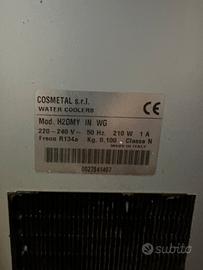 COSMETAL s.r.l.
WATER COOLERS
Mod. H2OMY IN WG
220-240 V~ 50 Hz. 210 W 1 A
Freon R134a Kg. 0,100 Classe N
MADE IN ITALY
CE
0027841407
subito